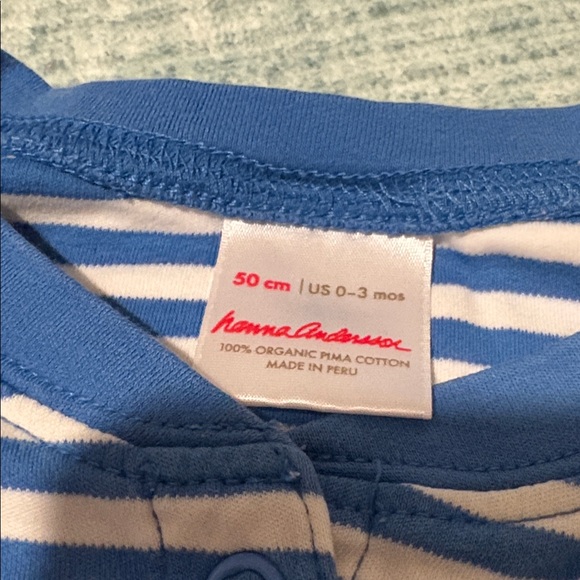 50 cm | US 0-3 mos
hanna andersson
100% ORGANIC PIMA COTTON
MADE IN PERU